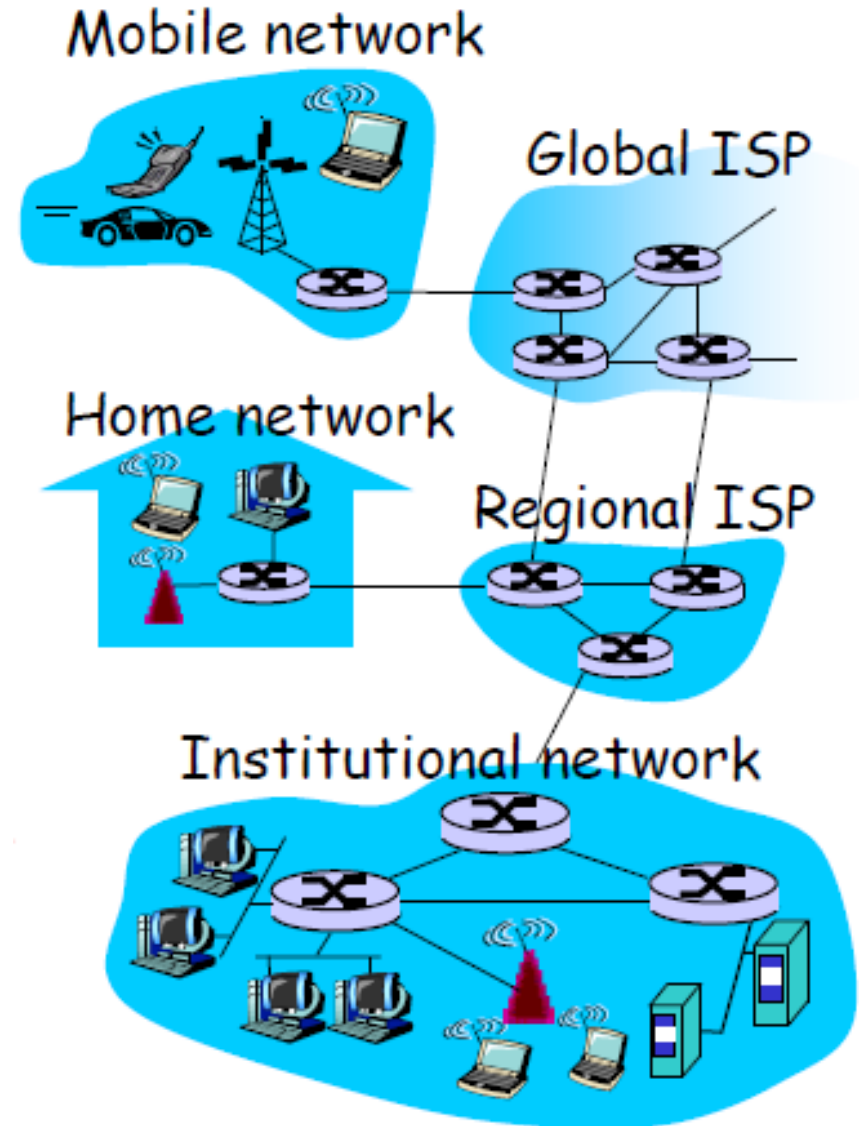 Mobile network
Global ISP
Home network
Regional ISP
Institutional network